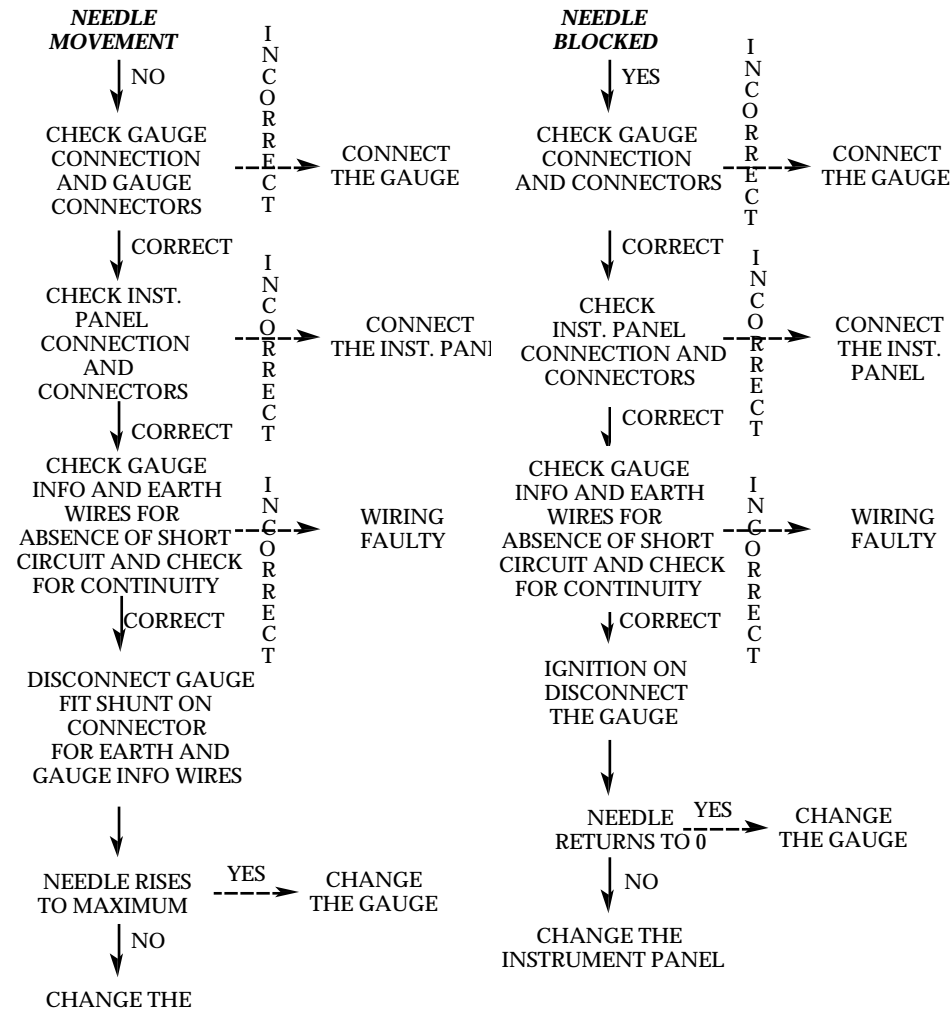 NEEDLE
MOVEMENT
NO
CHECK GAUGE
CONNECTION
AND GAUGE
CONNECTORS
INCORRECT
CONNECT
THE GAUGE
CORRECT
CHECK INST.
PANEL
CONNECTION
AND
CONNECTORS
INCORRECT
CONNECT
THE INST. PAN
CORRECT
CHECK GAUGE
INFO AND EARTH
WIRES FOR
ABSENCE OF SHORT
CIRCUIT AND CHECK
FOR CONTINUITY
INCORRECT
WIRING
FAULTY
CORRECT
DISCONNECT GAUGE
FIT SHUNT ON
CONNECTOR
FOR EARTH AND
GAUGE INFO WIRES
NEEDLE RISES
TO MAXIMUM
YES
CHANGE
THE GAUGE
NO
CHANGE THE
NEEDLE
BLOCKED
YES
CHECK GAUGE
CONNECTION
AND CONNECTORS
INCORRECT
CONNECT
THE GAUGE
CORRECT
CHECK
INST. PANEL
CONNECTION AND
CONNECTORS
INCORRECT
CONNECT
THE INST.
PANEL
CORRECT
CHECK GAUGE
INFO AND EARTH
WIRES FOR
ABSENCE OF SHORT
CIRCUIT AND CHECK
FOR CONTINUITY
INCORRECT
WIRING
FAULTY
CORRECT
IGNITION ON
DISCONNECT
THE GAUGE
NEEDLE
RETURNS TO 0
YES
CHANGE
THE GAUGE
NO
CHANGE THE
INSTRUMENT PANEL